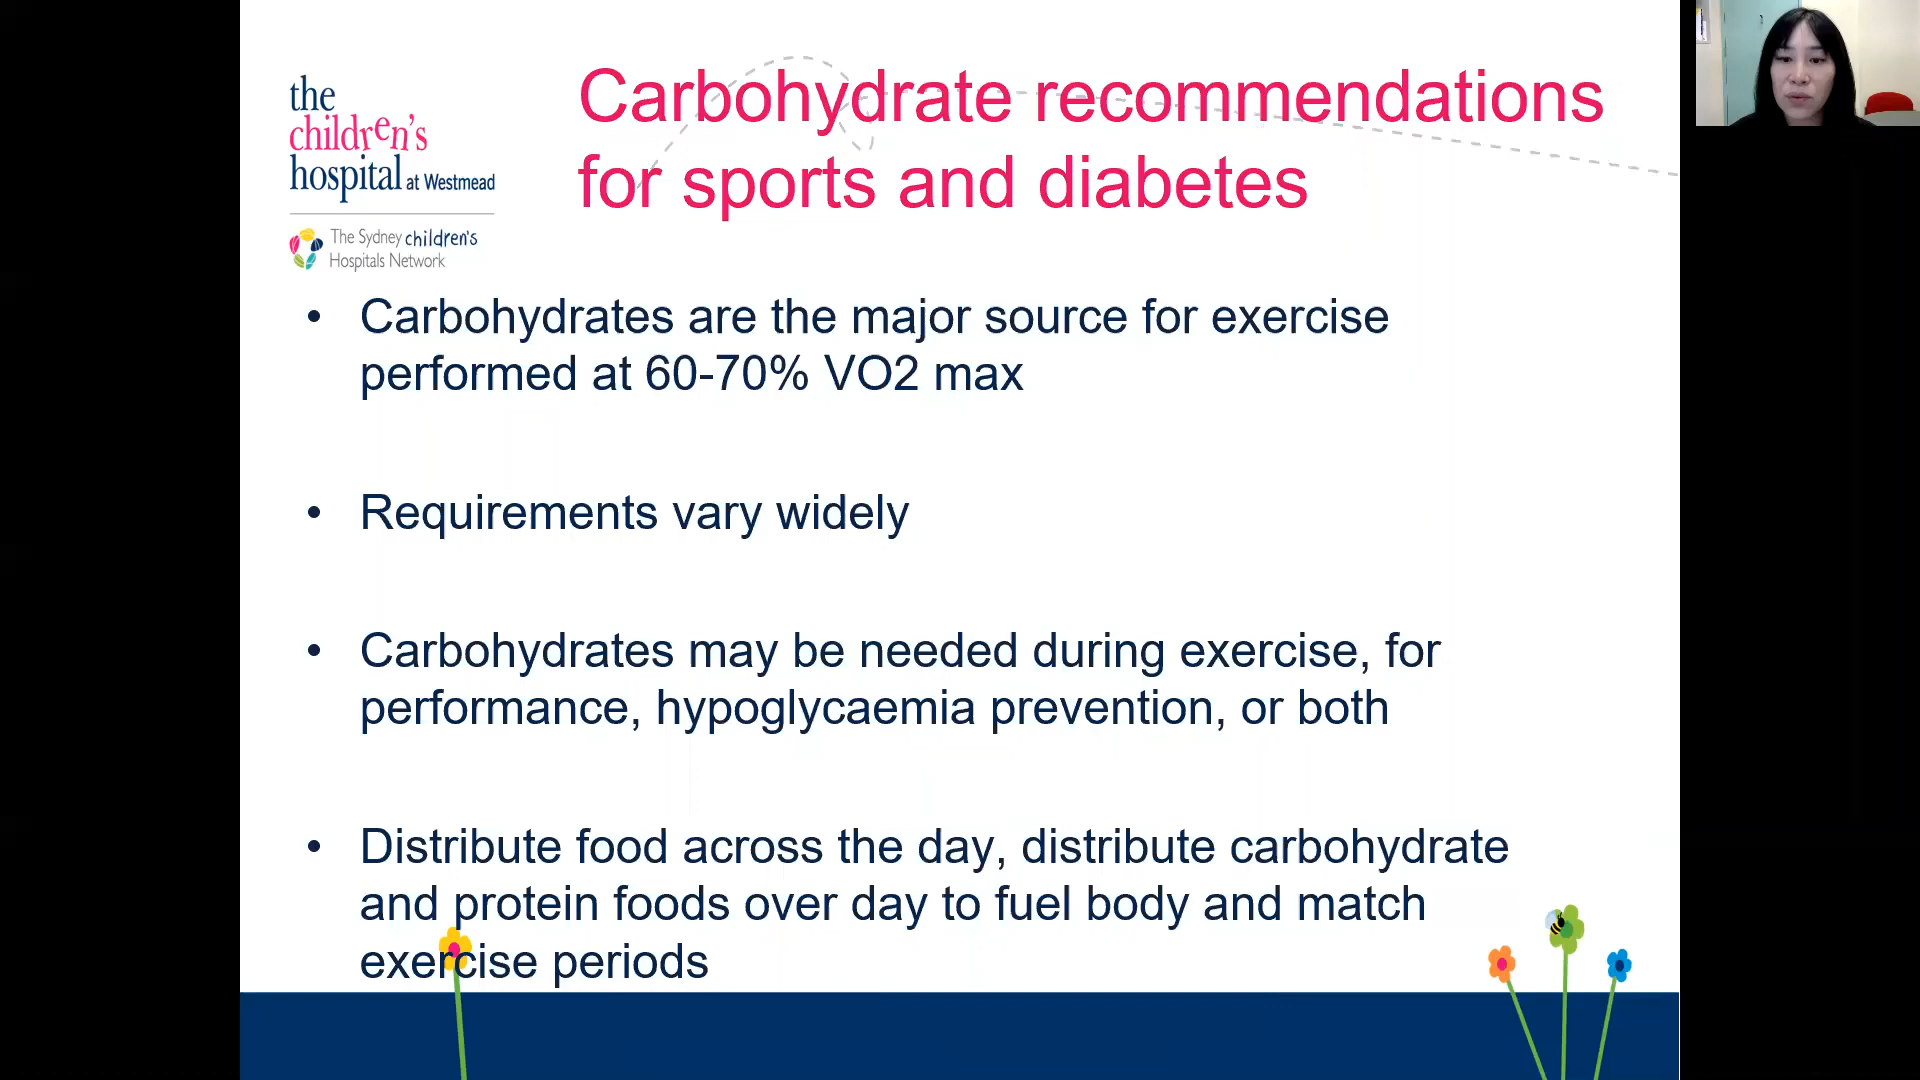 the
children's
hospital at Westmead
The Sydney children's
Hospitals Network
Carbohydrate recommendations
for sports and diabetes
• Carbohydrates are the major source for exercise
performed at 60-70% VO2 max
• Requirements vary widely
• Carbohydrates may be needed during exercise, for
performance, hypoglycaemia prevention, or both
• Distribute food across the day, distribute carbohydrate
and protein foods over day to fuel body and match
exercise periods